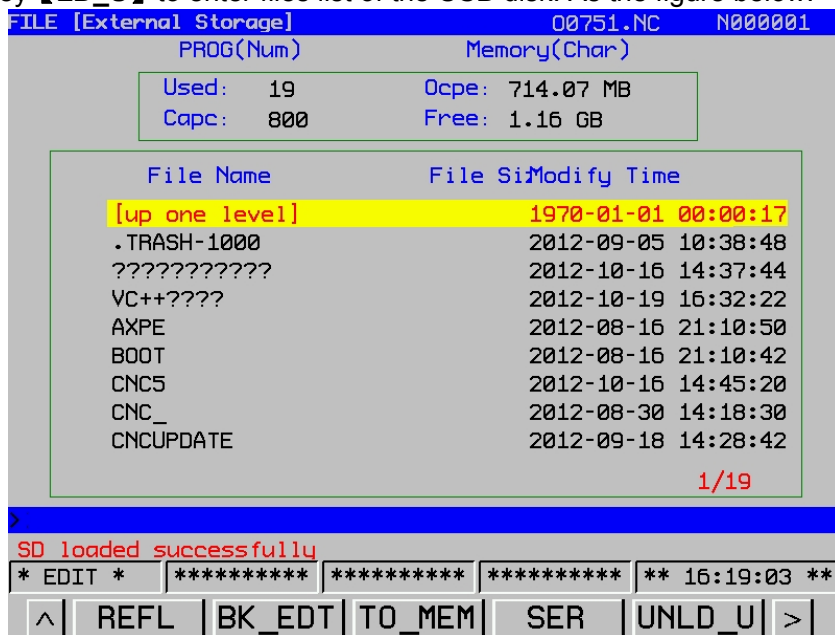 FILE [External Storage] O0751.NC N000001
PROG(Num) Memory(Char)
Used: 19 Ocpe: 714.07 MB
Capc: 800 Free: 1.16 GB
File Name File Si Modify Time
[up one level] 1970-01-01 00:00:17
.TRASH-1000 2012-09-05 10:38:48
??????????? 2012-10-16 14:37:44
VC++???? 2012-10-19 16:32:22
AXPE 2012-08-16 21:10:50
BOOT 2012-08-16 21:10:42
CNC5 2012-10-16 14:45:20
CNC_ 2012-08-30 14:18:30
CNCUPDATE 2012-09-18 14:28:42
1/19
>
SD loaded successfully
* EDIT * ********** ********** ********** ** 16:19:03 **
^ REFL BK_EDT TO_MEM SER UNLD_U >